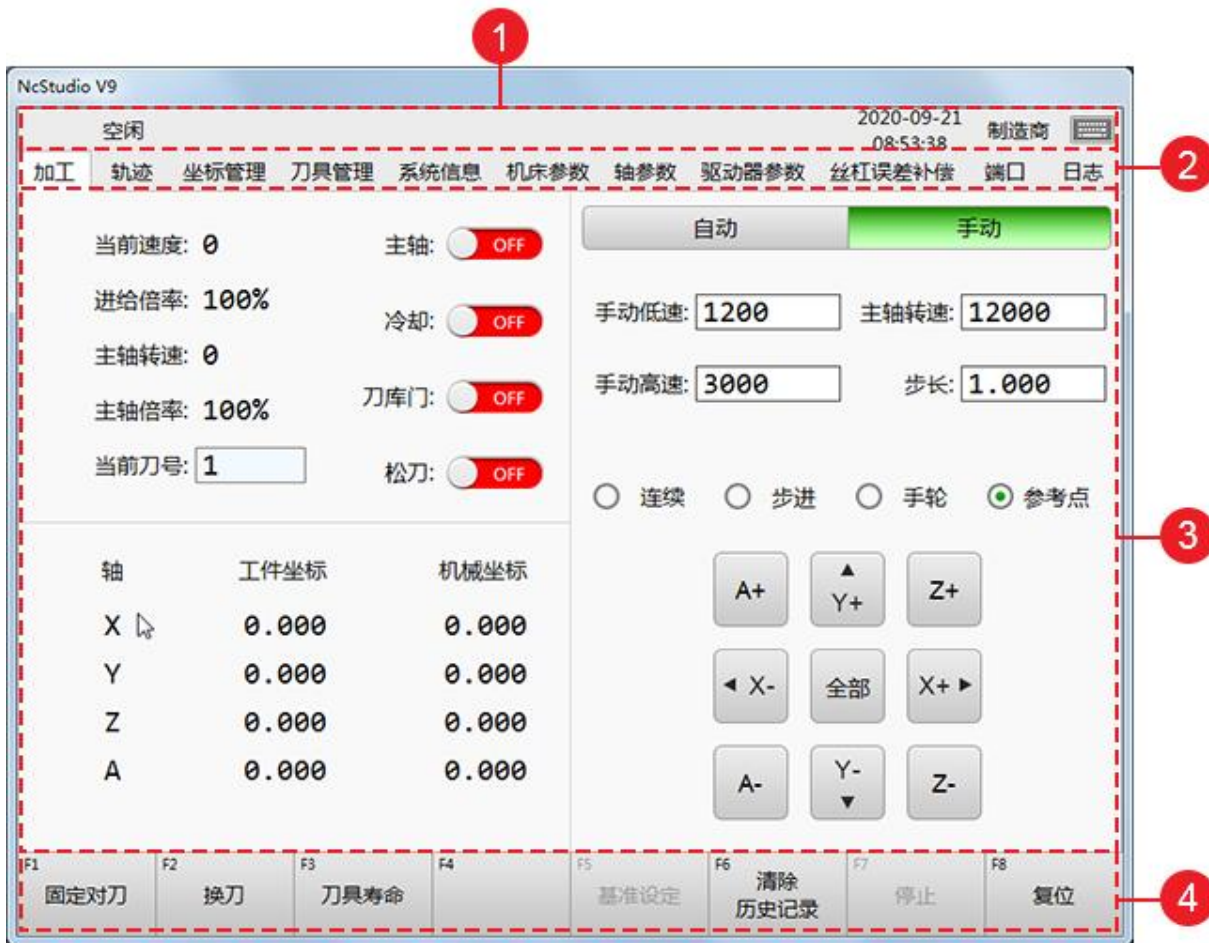 1
NcStudio V9
空闲 2020-09-21 制造商
08:53:38
加工 轨迹 坐标管理 刀具管理 系统信息 机床参数 轴参数 驱动器参数 丝杠误差补偿 端口 日志
2
自动 手动
当前速度: 0 主轴: OFF
进给倍率: 100% 冷却: OFF
手动低速: 1200 主轴转速: 12000
主轴转速: 0
手动高速: 3000 步长: 1.000
主轴倍率: 100% 刀库门: OFF
当前刀号: 1 松刀: OFF
连续 步进 手轮 参考点
3
轴 工件坐标 机械坐标
X 0.000 0.000
Y 0.000 0.000
Z 0.000 0.000
A 0.000 0.000
A+ Y+ Z+
X- 全部 X+
A- Y- Z-
F1 固定对刀
F2 换刀
F3 刀具寿命
F4
F5 基准设定
F6 清除
历史记录
F7 停止
F8 复位
4